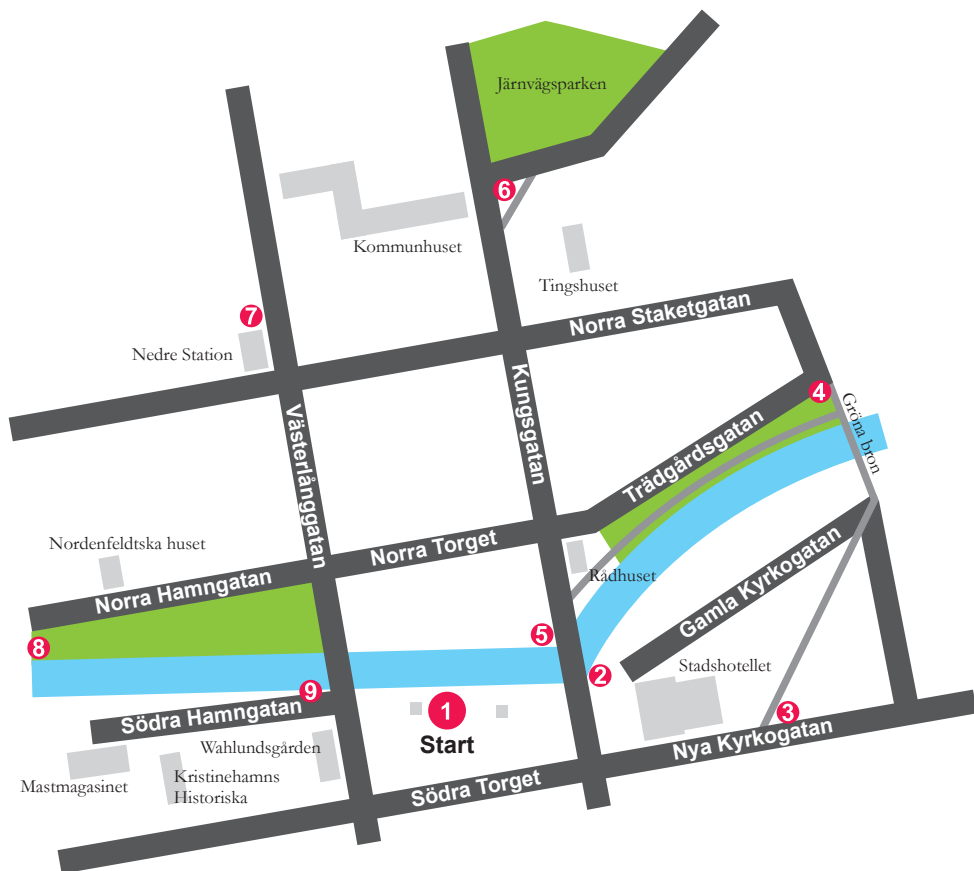 Järnvägsparken
6
Kommunhuset
Tingshuset
7
Norra Staketgatan
Nedre Station
Kungsgatan
4
Gröna bron
Västerlånggatan
Trädgårdsgatan
Norra Torget
Nordenfeldtska huset
Rådhuset
Norra Hamngatan
Gamla Kyrkogatan
5
8
2
Stadshotellet
9
1
Start
3
Södra Hamngatan
Nya Kyrkogatan
Wahlundsgården
Mastmagasinet
Kristinehamns
Historiska
Södra Torget